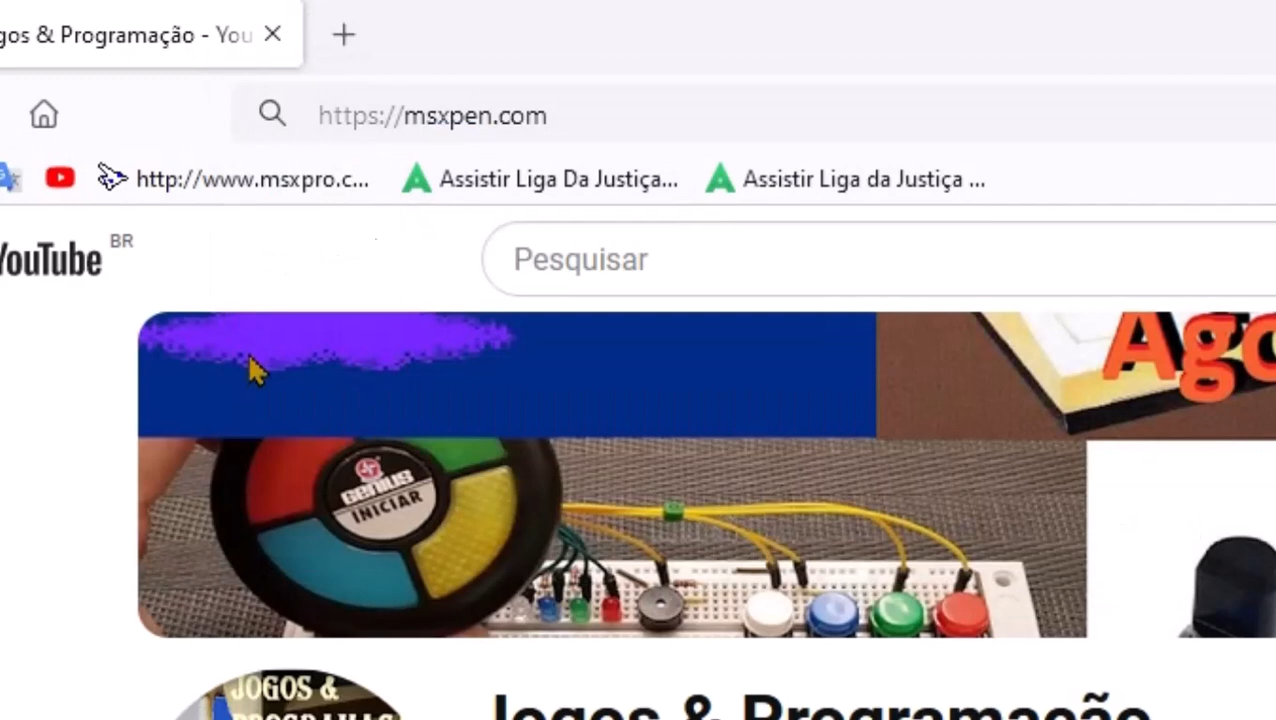 gos & Programação - You
https://msxpen.com
http://www.msxpro.c...
Assistir Liga Da Justiça...
Assistir Liga da Justiça ...
YouTube BR
Pesquisar
Ago
GENIUS
INICIAR
JOGOS &
Jogos & Programação